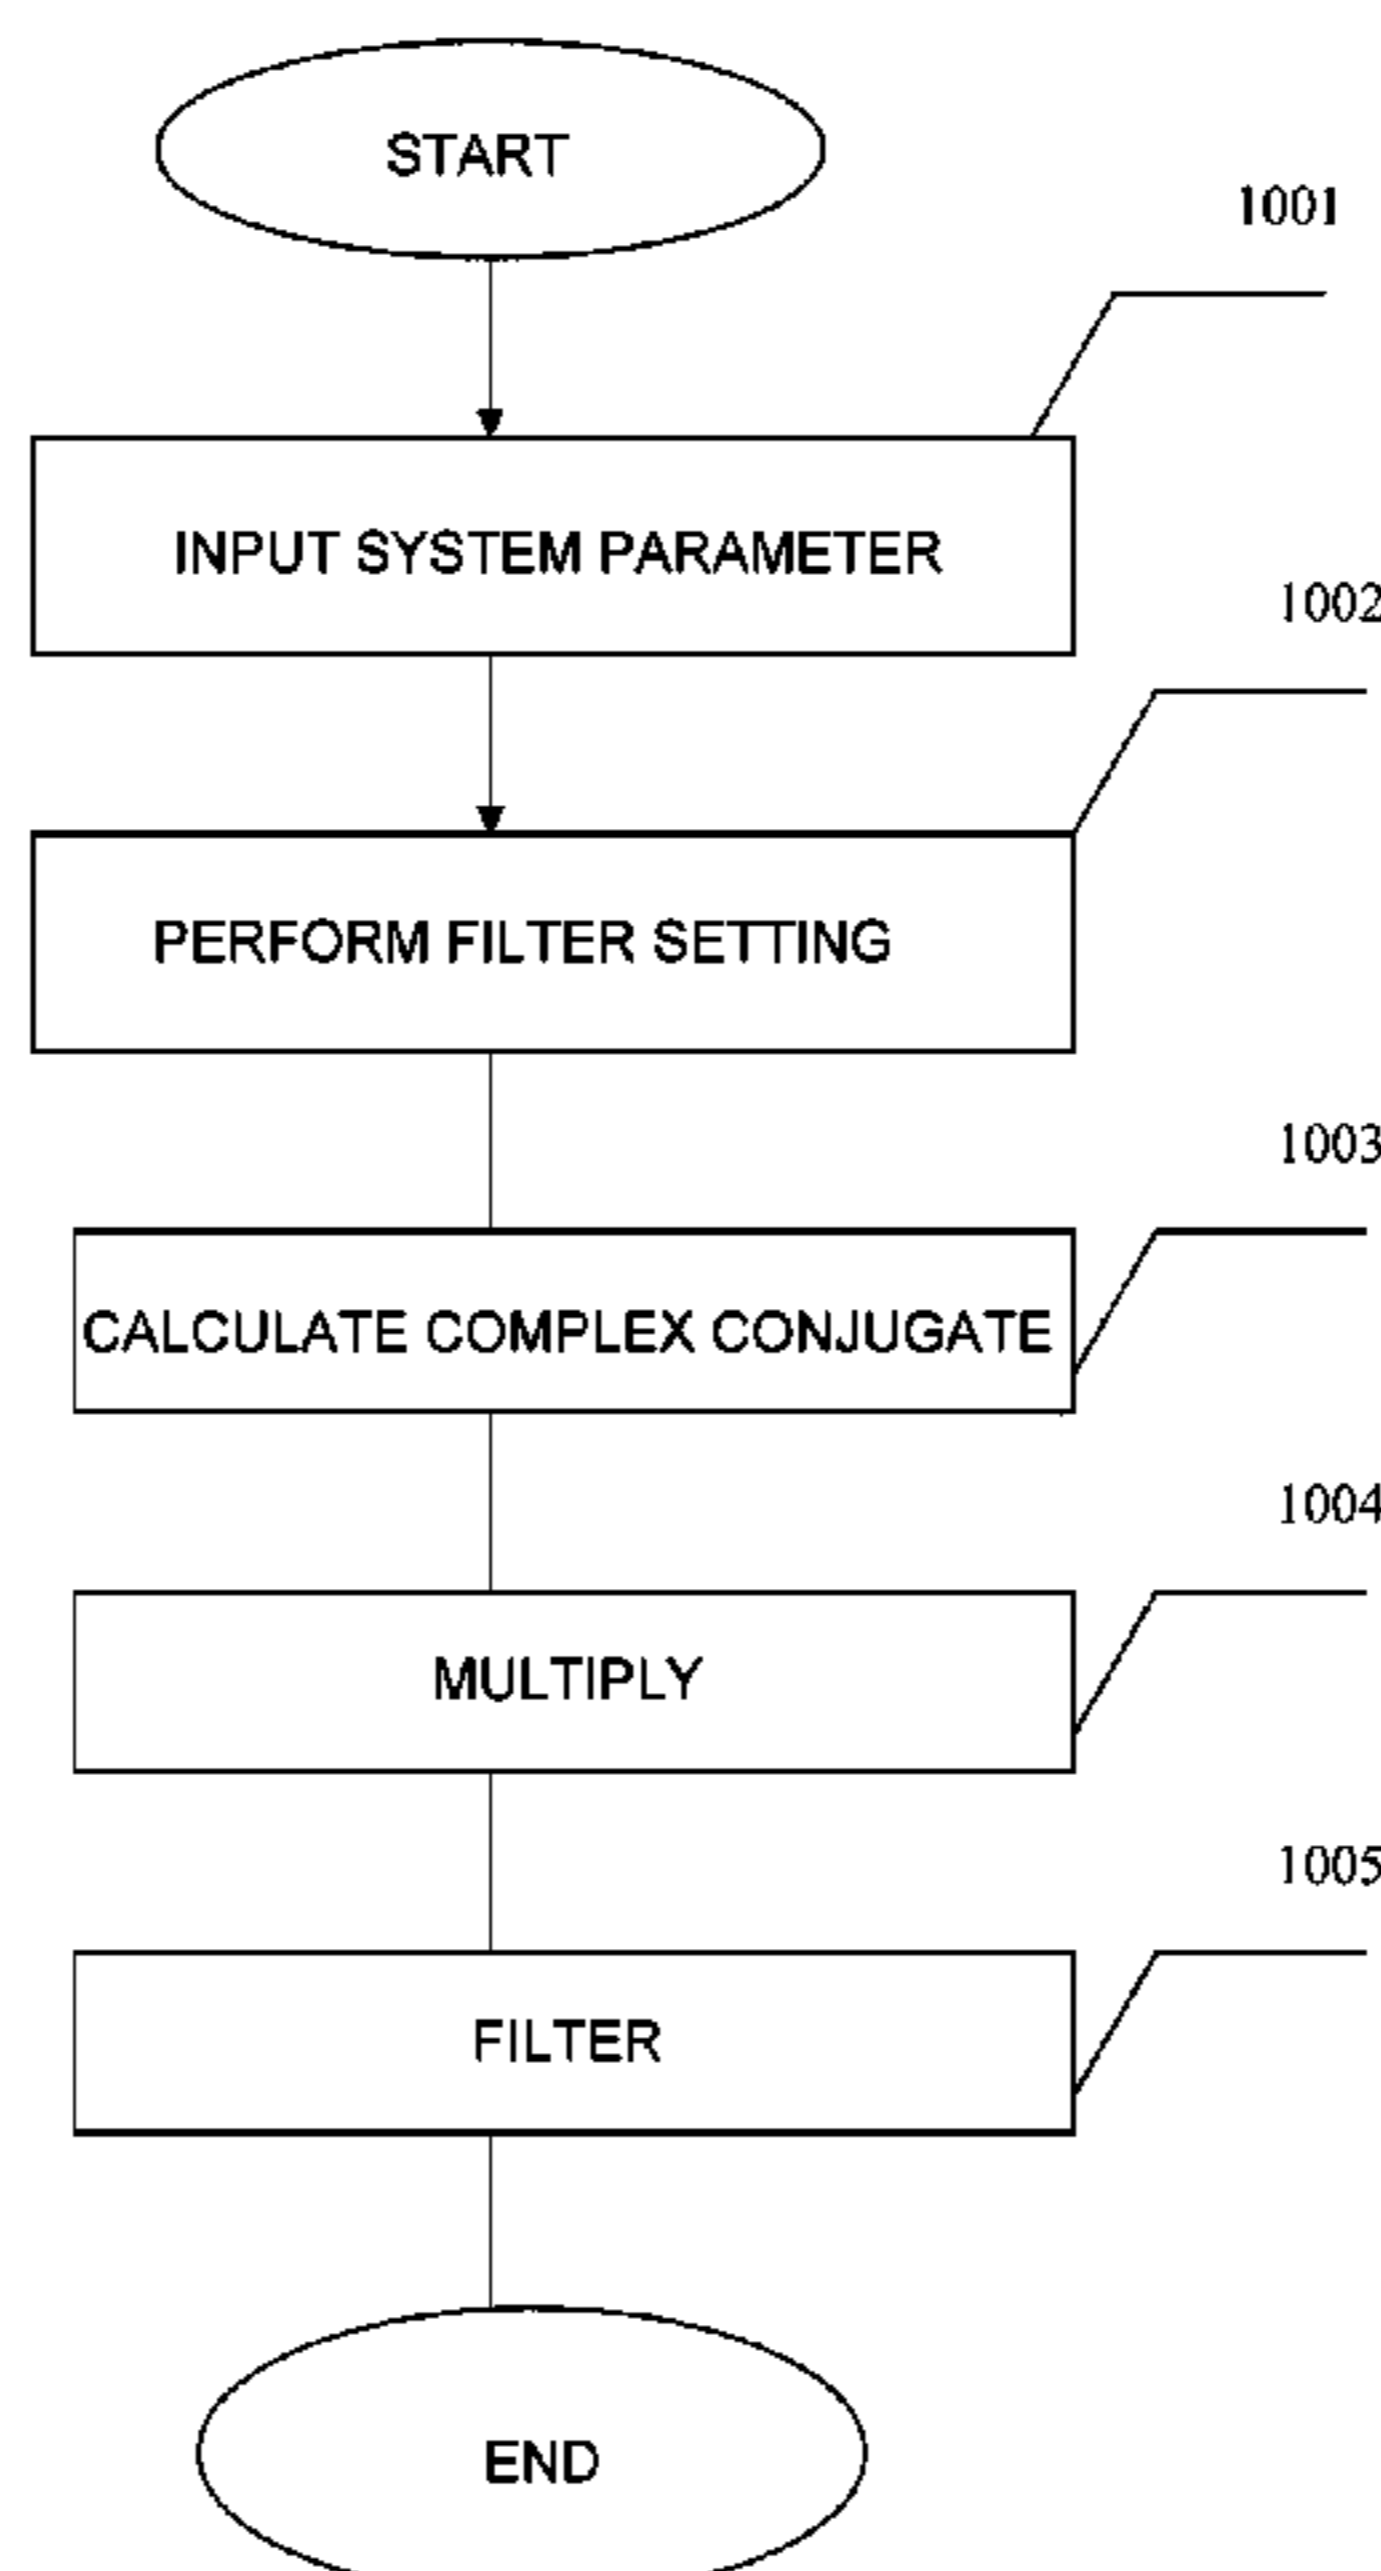 START
1001
INPUT SYSTEM PARAMETER
1002
PERFORM FILTER SETTING
1003
CALCULATE COMPLEX CONJUGATE
1004
MULTIPLY
1005
FILTER
END